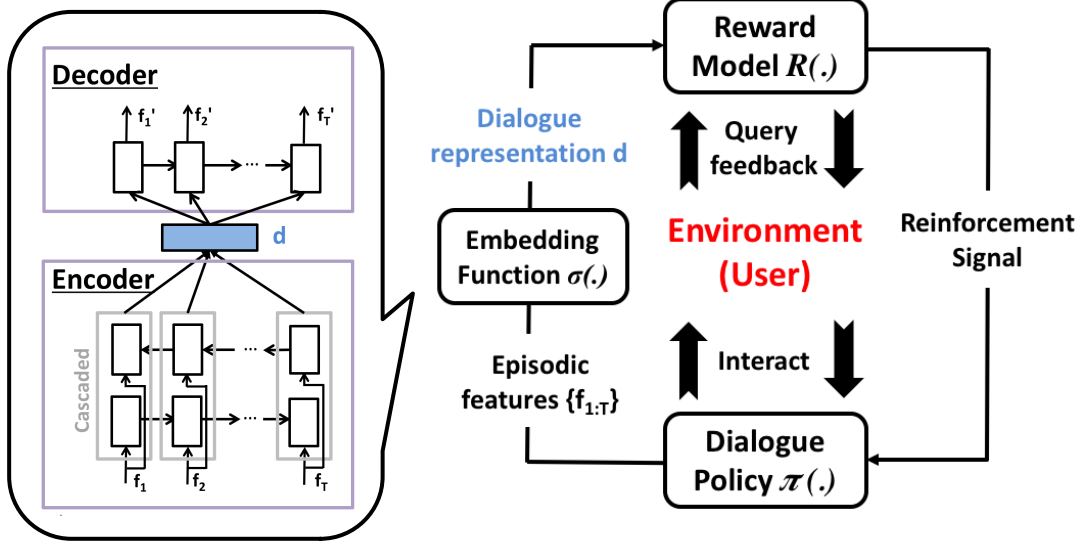 Decoder
f1' f2' fT'
...
d
Encoder
Cascaded
...
...
f1 f2 fT
Reward
Model R(.)
Dialogue
representation d
Query
feedback
Embedding
Function σ(.)
Environment
(User)
Reinforcement
Signal
Episodic
features {f1:T}
Interact
Dialogue
Policy π(.)